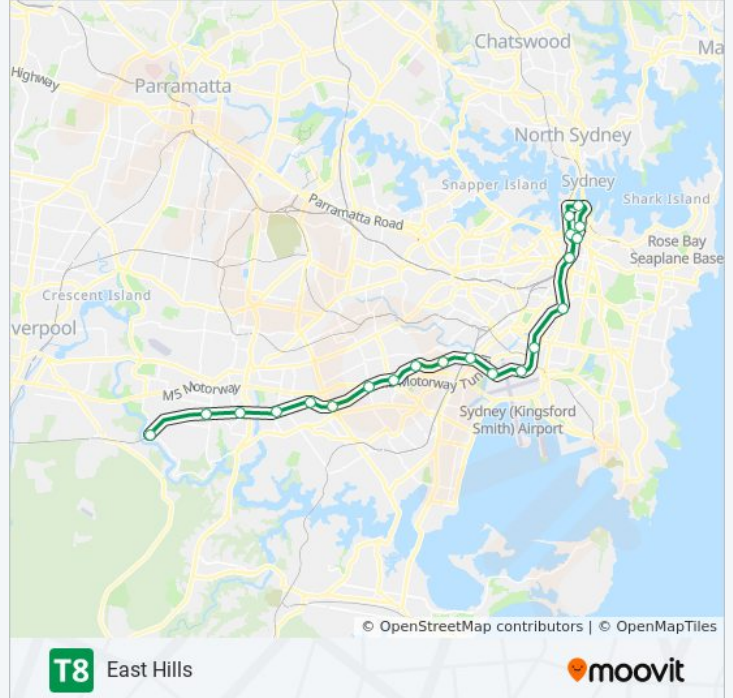 Chatswood
Ma
Highway
Parramatta
North Sydney
Snapper Island
Sydney
Shark Island
Parramatta Road
Rose Bay
Seaplane Base
Crescent Island
verpool
M5 Motorway
Motorway Tun
Sydney (Kingsford
Smith) Airport
© OpenStreetMap contributors | © OpenMapTiles
T8 East Hills
moovit